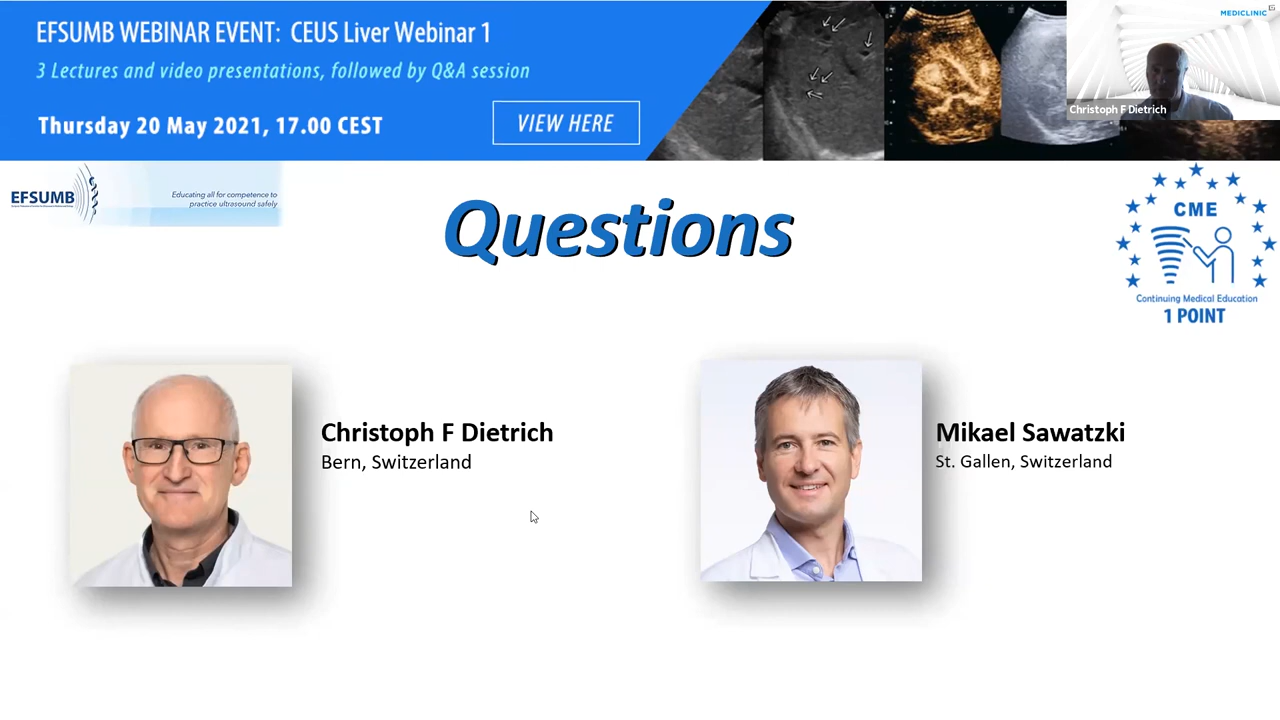 EFSUMB WEBINAR EVENT: CEUS Liver Webinar 1
3 Lectures and video presentations, followed by Q&A session
Thursday 20 May 2021, 17.00 CEST
VIEW HERE
MEDICLINIC
Christoph F Dietrich
EFSUMB
Educating all for competence to
practice ultrasound safely
Questions
CME
Continuing Medical Education
1 POINT
Christoph F Dietrich
Bern, Switzerland
Mikael Sawatzki
St. Gallen, Switzerland